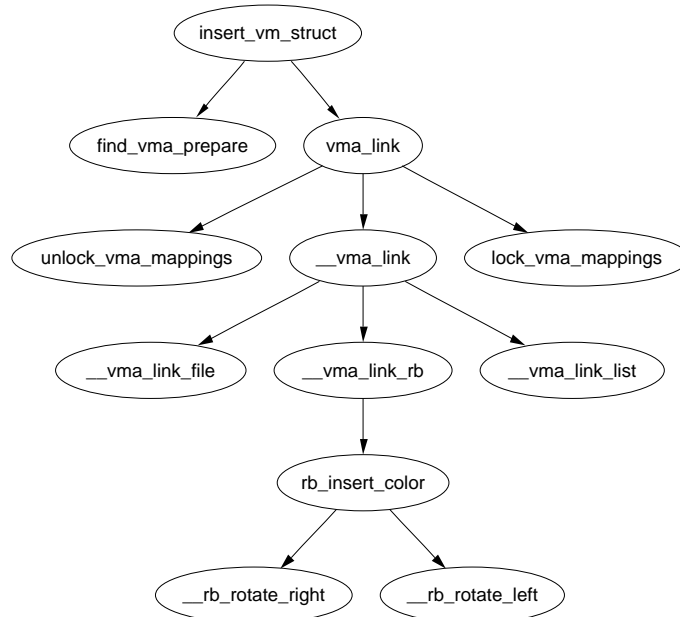 insert_vm_struct
find_vma_prepare
vma_link
unlock_vma_mappings
__vma_link
lock_vma_mappings
__vma_link_file
__vma_link_rb
__vma_link_list
rb_insert_color
__rb_rotate_right
__rb_rotate_left